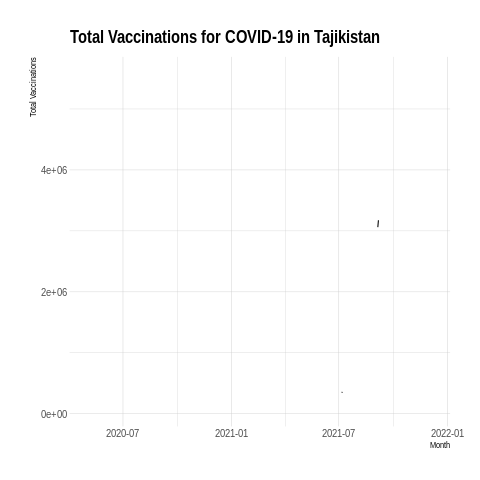 Total Vaccinations for COVID-19 in Tajikistan
Total Vaccinations
4e+06
2e+06
0e+00
2020-07 2021-01 2021-07 2022-01
Month